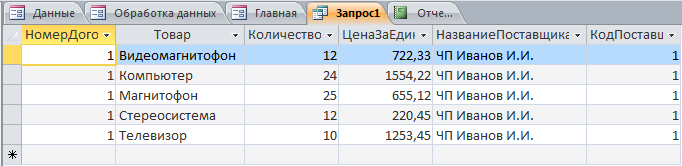 Данные Обработка данных Главная Запрос1 Отче...
НомерДого Товар Количество ЦенаЗаЕдин НазваниеПоставщика КодПоставщ
1 Видеомагнитофон 12 722,33 ЧП Иванов И.И. 1
1 Компьютер 24 1554,22 ЧП Иванов И.И. 1
1 Магнитофон 25 655,12 ЧП Иванов И.И. 1
1 Стереосистема 12 220,45 ЧП Иванов И.И. 1
1 Телевизор 10 1253,45 ЧП Иванов И.И. 1